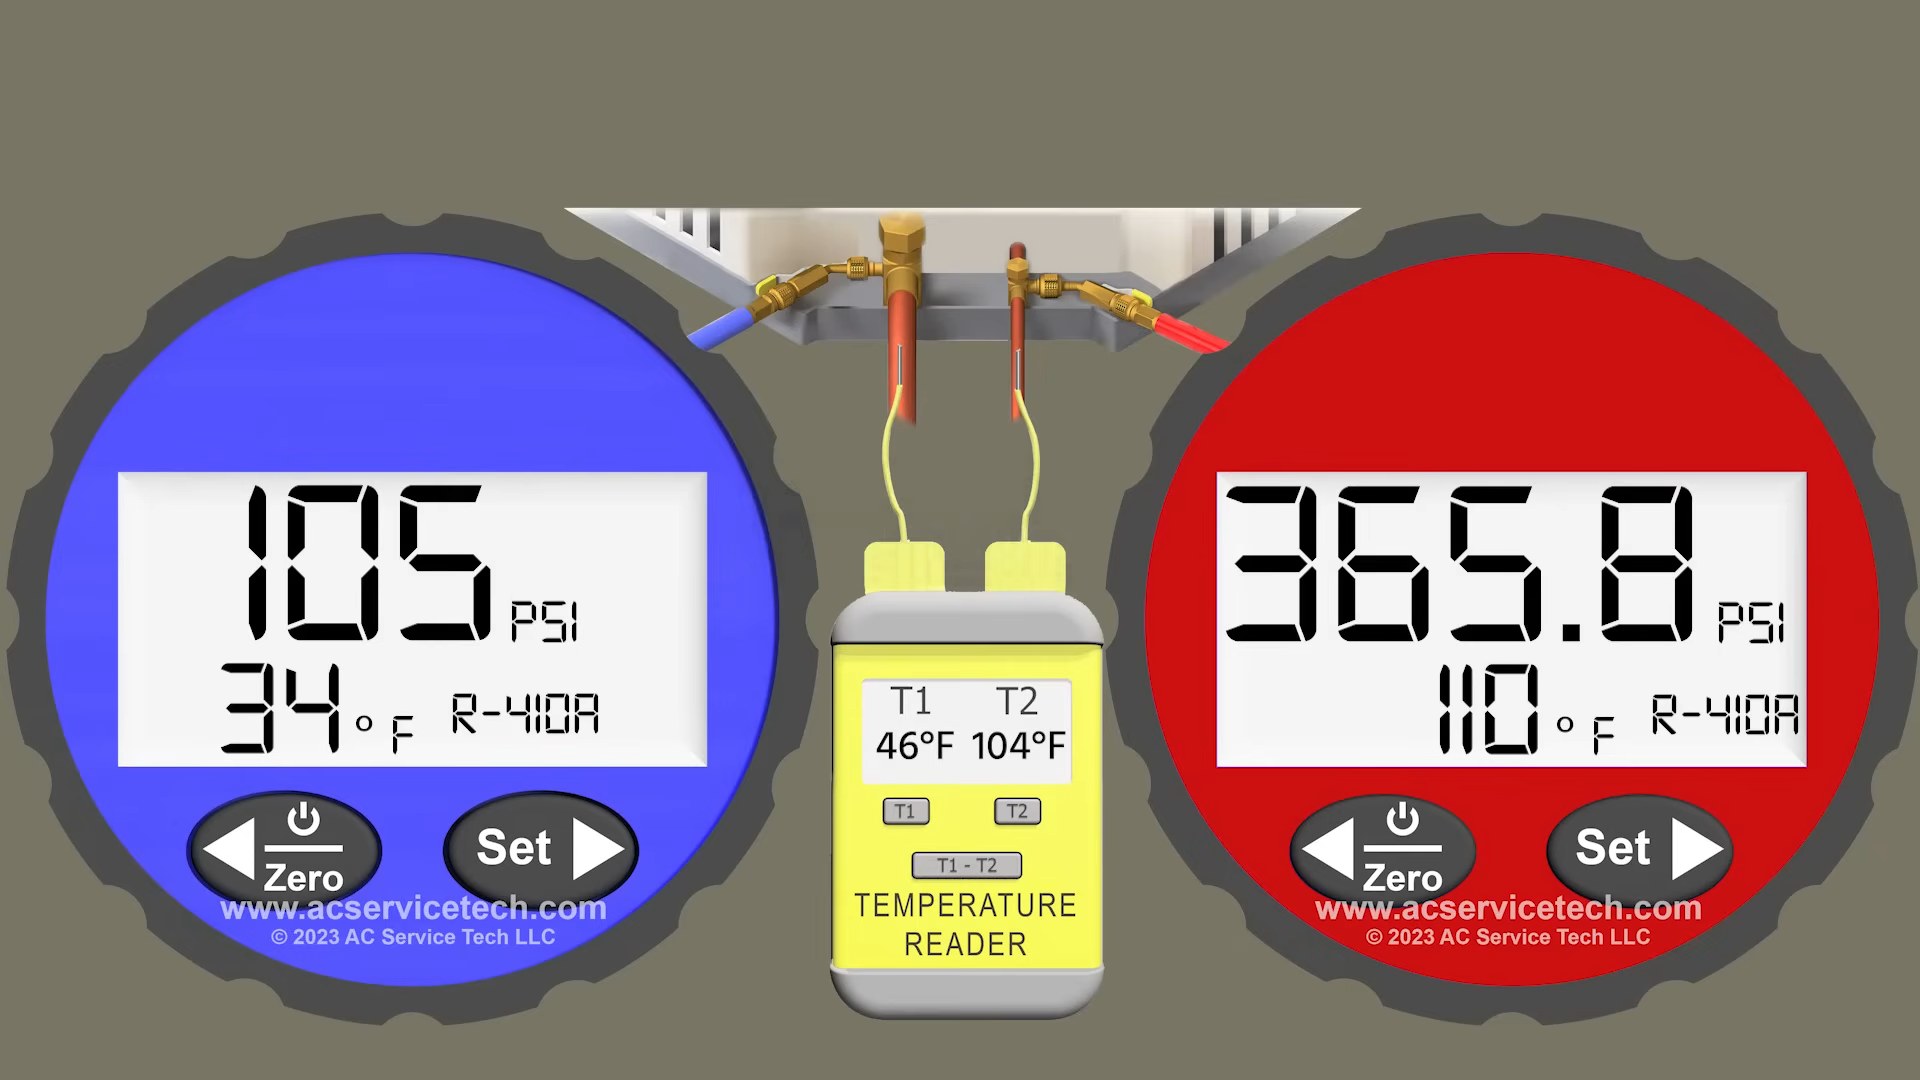 105 PSI
34° F R-410A
Zero
Set
www.acservicetech.com
© 2023 AC Service Tech LLC
T1 T2
46°F 104°F
T1 T2
T1 - T2
TEMPERATURE
READER
365.8 PSI
110° F R-410A
Zero
Set
www.acservicetech.com
© 2023 AC Service Tech LLC